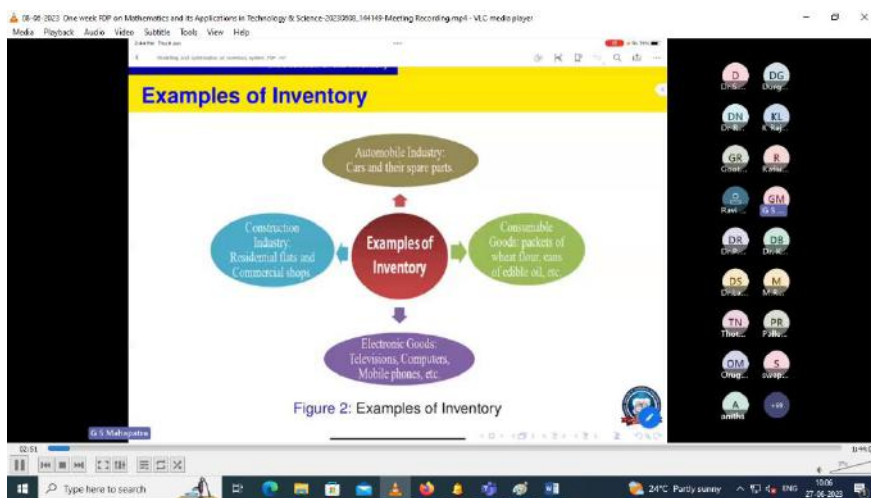 06-06-2023 One week FDP on Mathematics and its Applications in Technology & Science-20230606_144149-Meeting Recording.mp4 - VLC media player
Media Playback Audio Video Subtitle Tools View Help
Examples of Inventory
Automobile Industry:
Cars and their spare parts.
Construction
Industry:
Residential flats and
Commercial shops
Examples of
Inventory
Consumable
Goods: packets of
wheat flour, cans
of edible oil, etc.
Electronic Goods:
Televisions, Computers,
Mobile phones, etc.
Figure 2: Examples of Inventory
G S Mahapatra
D
DG
DN
KL
GR
R
GM
Ravi
G S ...
DR
DB
DS
M
TN
PR
OM
S
A
anitha
02:51
Type here to search
24°C Partly sunny
ENG
10:06
27-06-2023